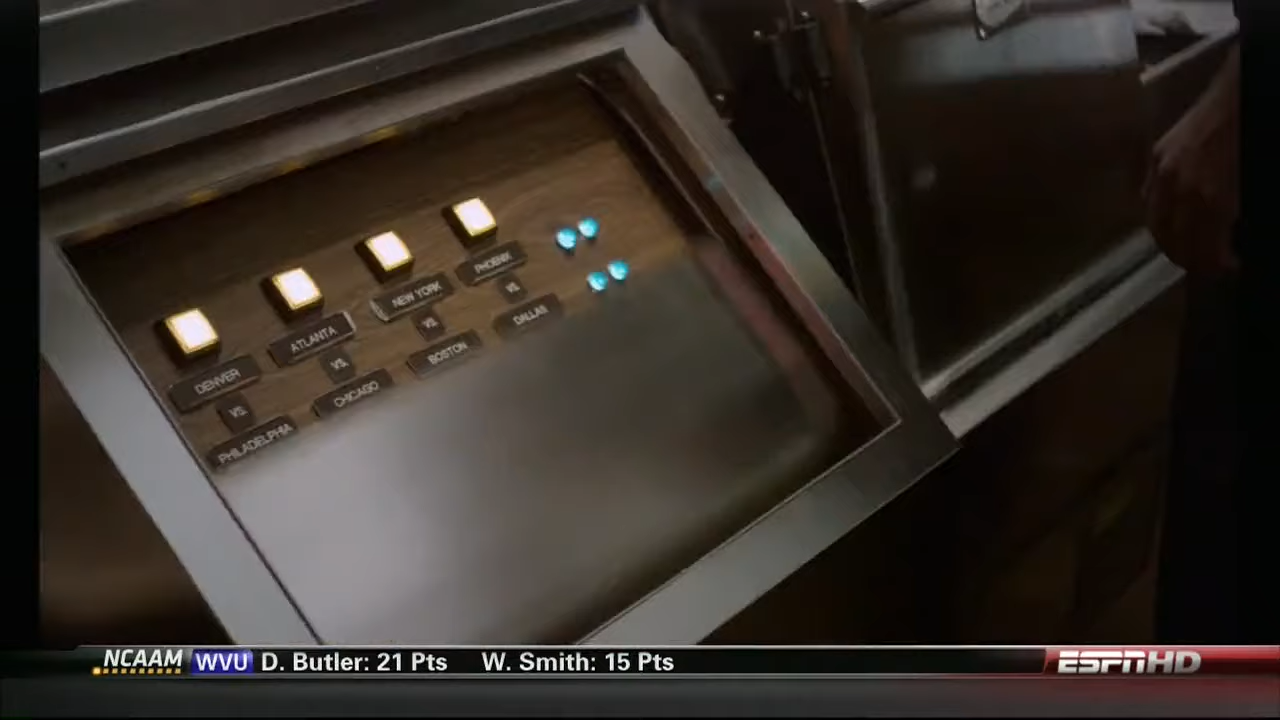 DENVER
VS.
PHILADELPHIA
ATLANTA
VS.
CHICAGO
NEW YORK
VS.
BOSTON
PHOENIX
VS.
DALLAS
NCAAM WVU D. Butler: 21 Pts W. Smith: 15 Pts ESPNHD